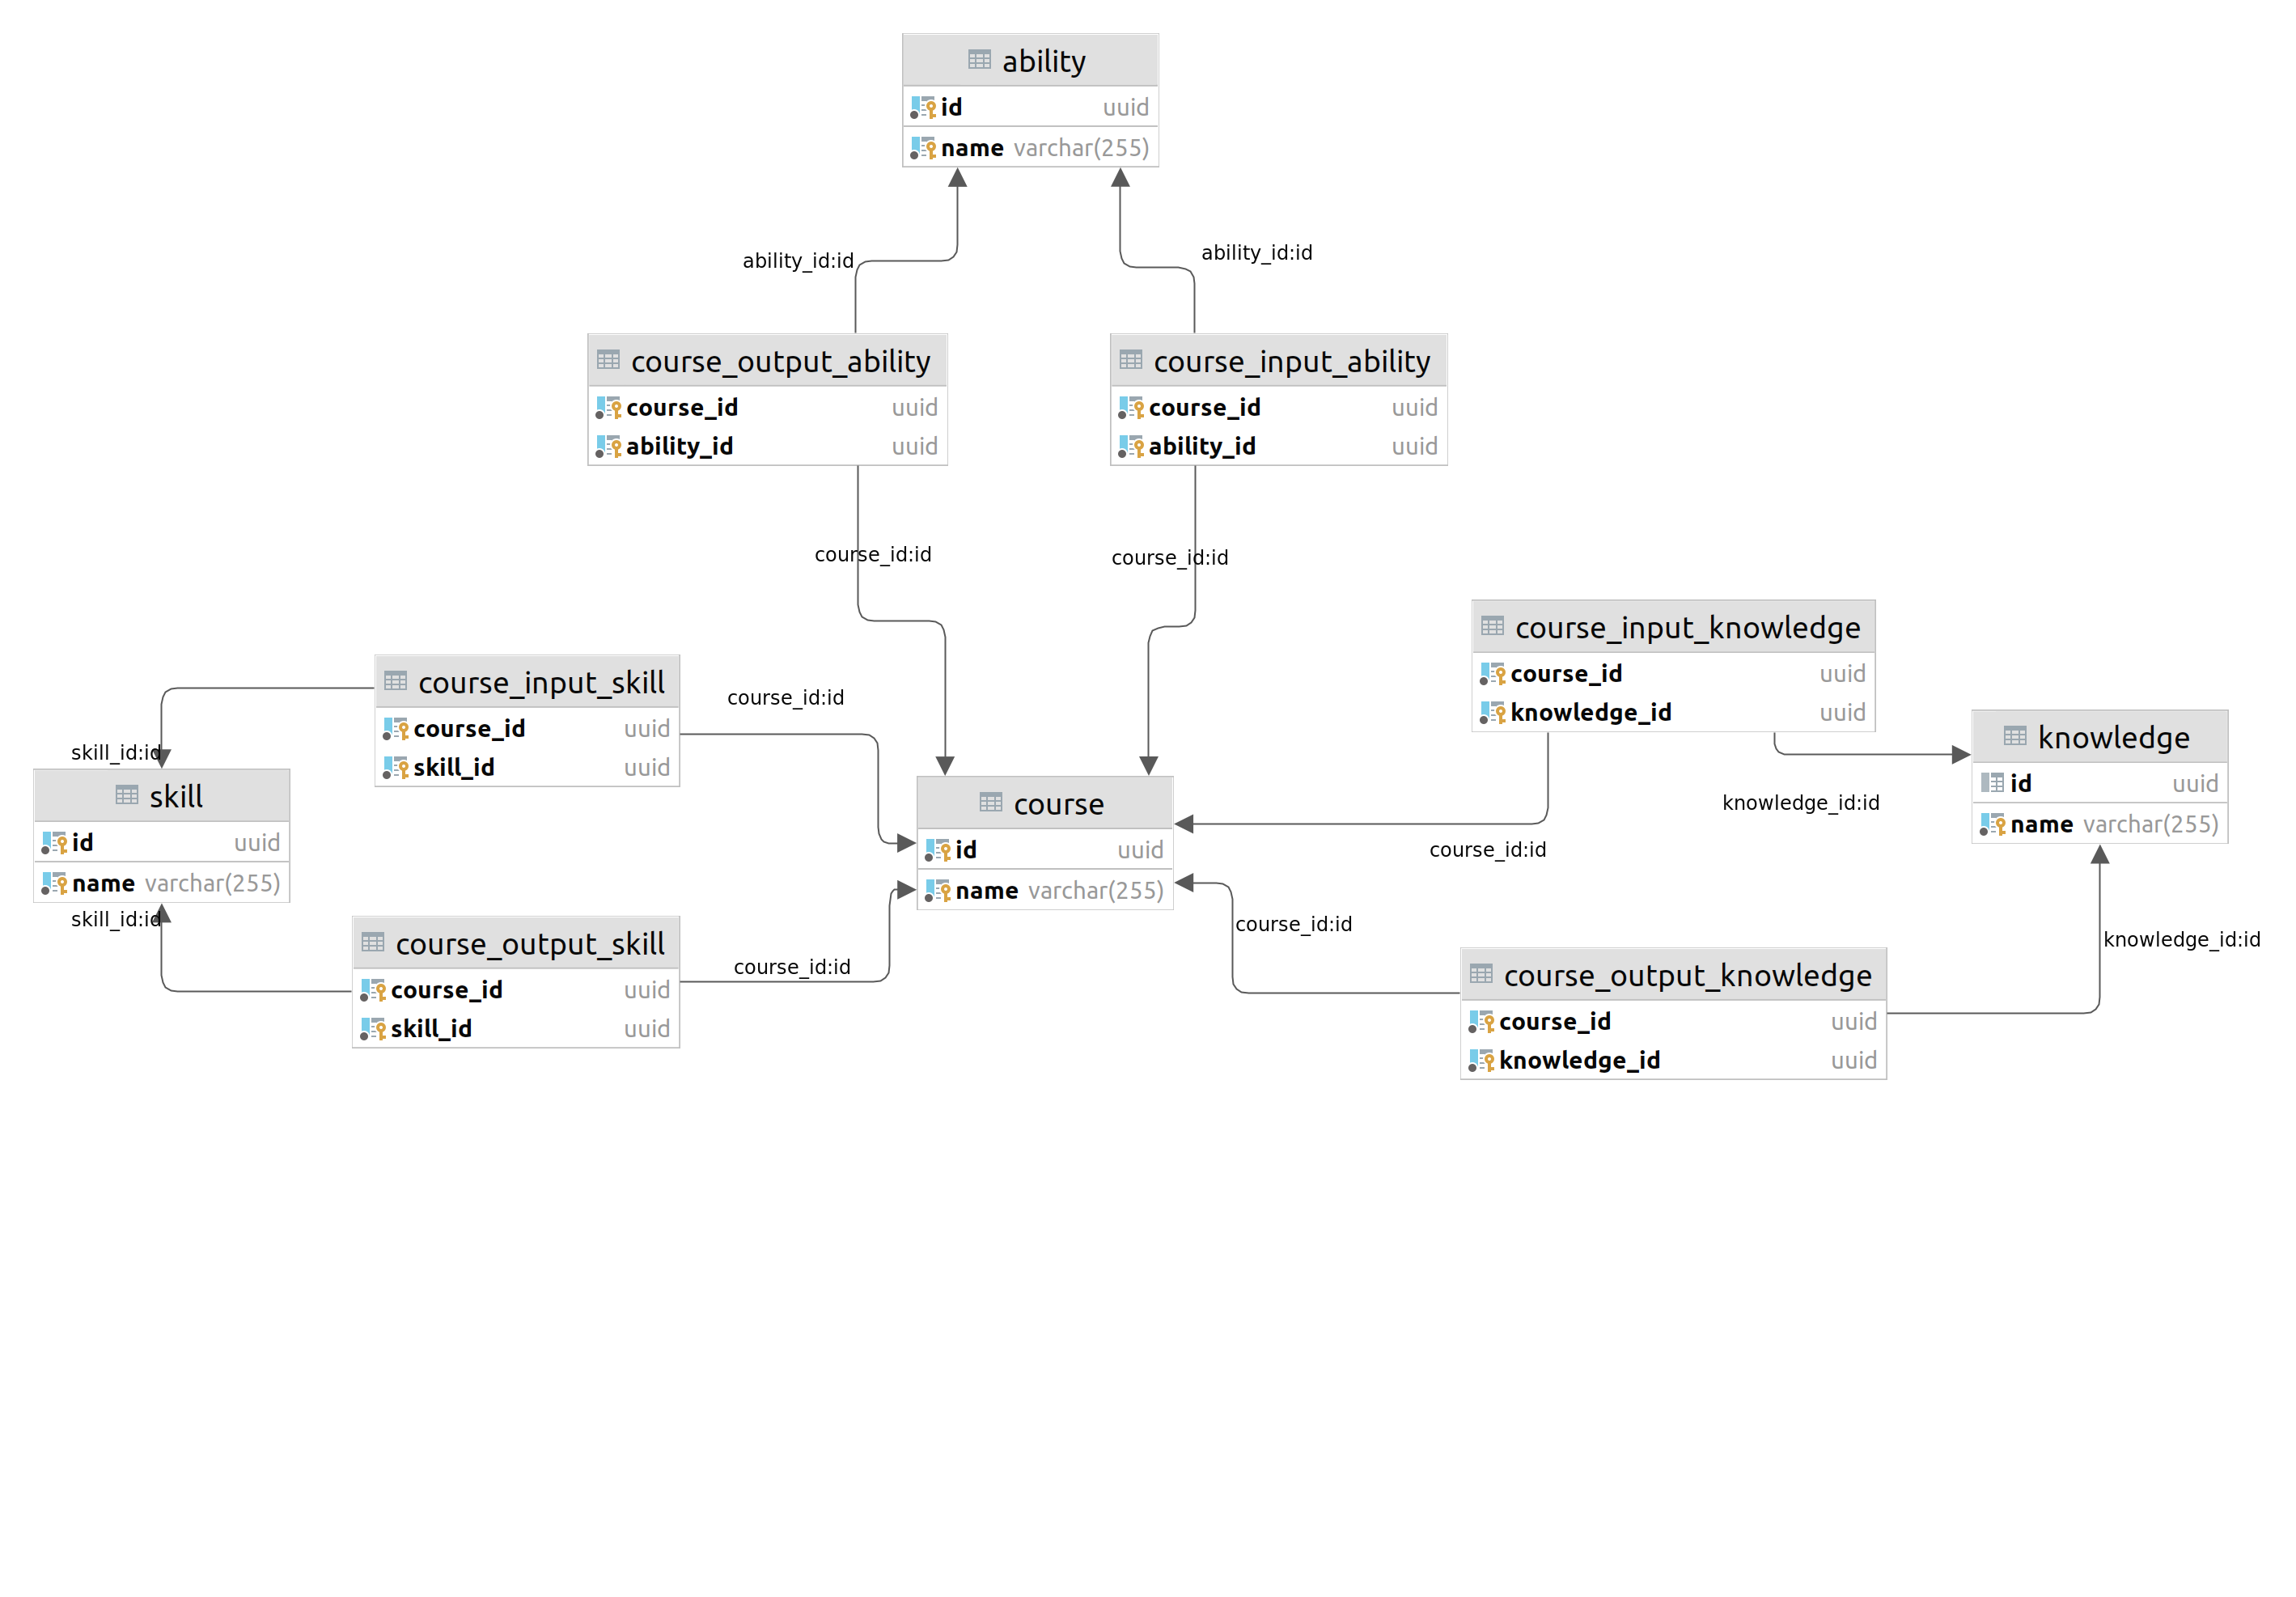 ability
id uuid
name varchar(255)
ability_id:id
ability_id:id
course_output_ability
course_id uuid
ability_id uuid
course_input_ability
course_id uuid
ability_id uuid
course_id:id
course_id:id
course_input_knowledge
course_id uuid
knowledge_id uuid
course_input_skill
course_id uuid
skill_id uuid
course_id:id
skill_id:id
knowledge
id uuid
name varchar(255)
knowledge_id:id
skill
id uuid
name varchar(255)
skill_id:id
course
id uuid
name varchar(255)
course_id:id
course_id:id
knowledge_id:id
course_output_skill
course_id uuid
skill_id uuid
course_id:id
course_output_knowledge
course_id uuid
knowledge_id uuid